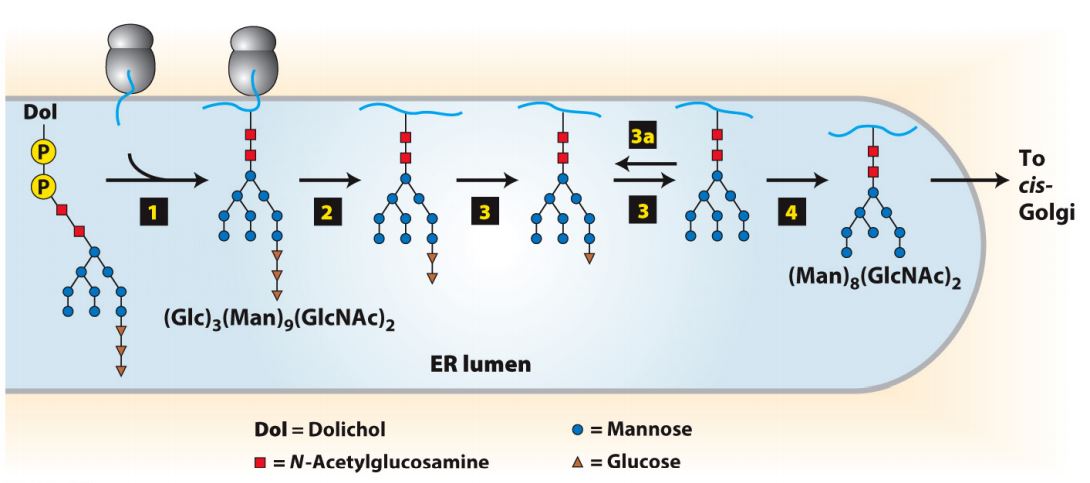 Dol
P
P
1
2
3
3a
3
4
To
cis-
Golgi
(Glc)₃(Man)₉(GlcNAc)₂
(Man)₈(GlcNAc)₂
ER lumen
Dol = Dolichol
= Mannose
= N-Acetylglucosamine
= Glucose